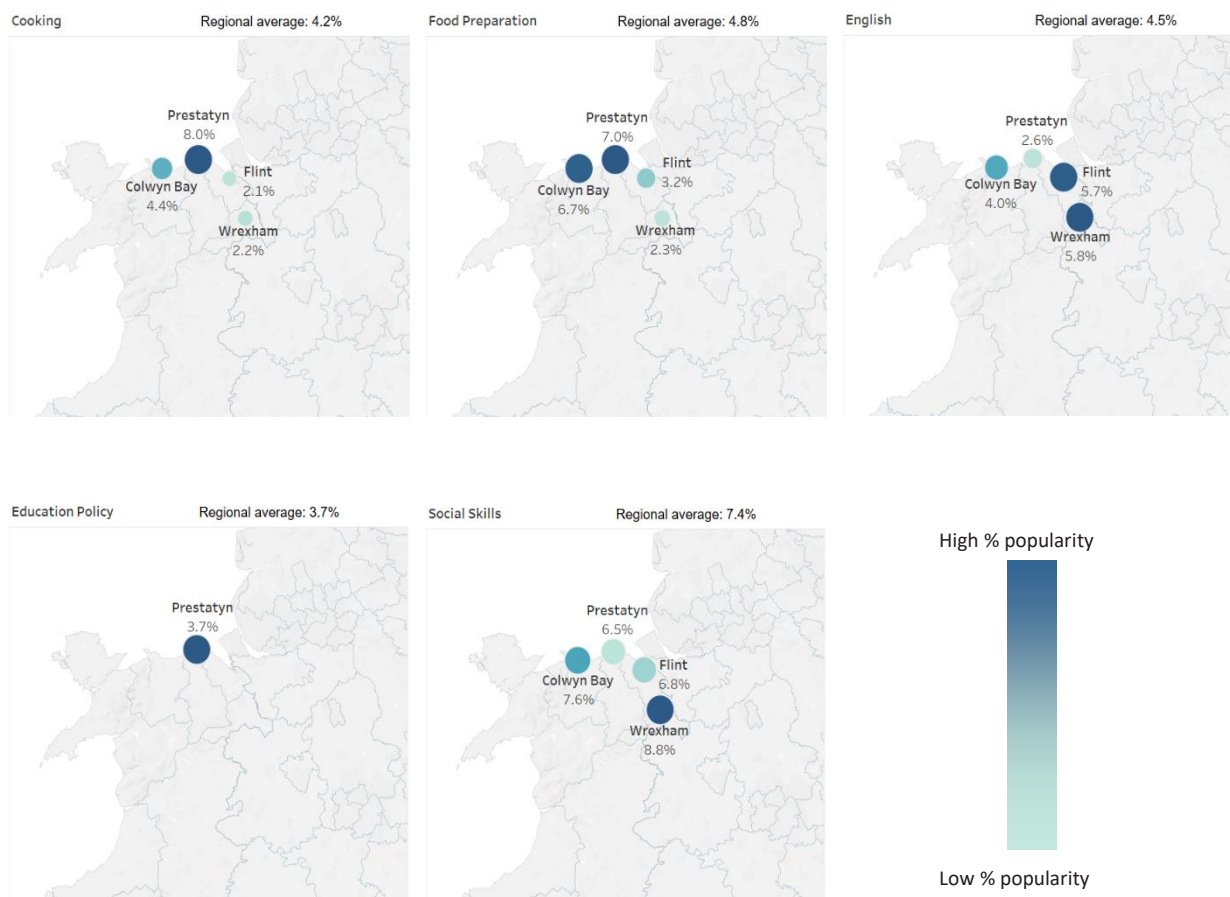 Cooking Regional average: 4.2%
Prestatyn
8.0%
Colwyn Bay
4.4%
Flint
2.1%
Wrexham
2.2%
Food Preparation Regional average: 4.8%
Prestatyn
7.0%
Colwyn Bay
6.7%
Flint
3.2%
Wrexham
2.3%
English Regional average: 4.5%
Prestatyn
2.6%
Colwyn Bay
4.0%
Flint
5.7%
Wrexham
5.8%
Education Policy Regional average: 3.7%
Prestatyn
3.7%
Social Skills Regional average: 7.4%
Prestatyn
6.5%
Colwyn Bay
7.6%
Flint
6.8%
Wrexham
8.8%
High % popularity
Low % popularity